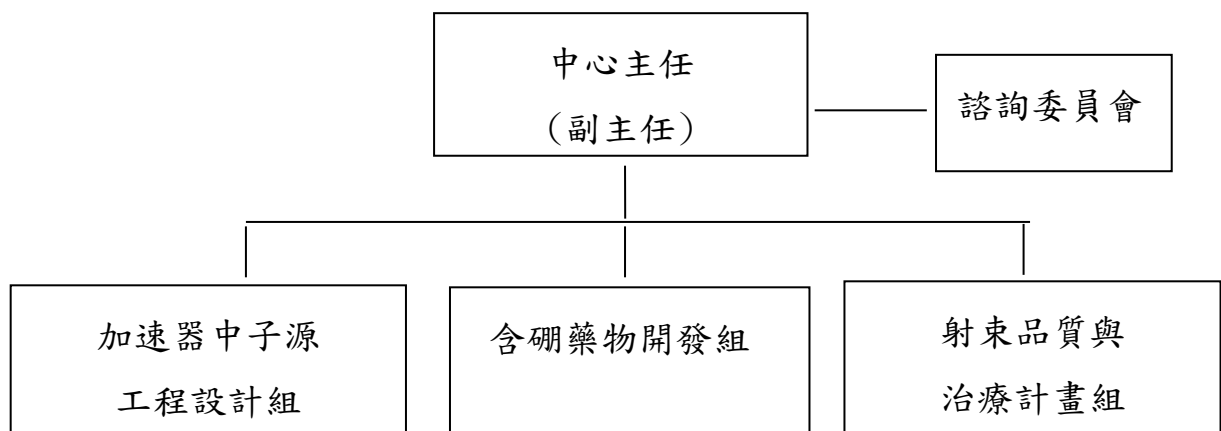 中心主任
(副主任)
諮詢委員會
加速器中子源
工程設計組
含硼藥物開發組
射束品質與
治療計畫組